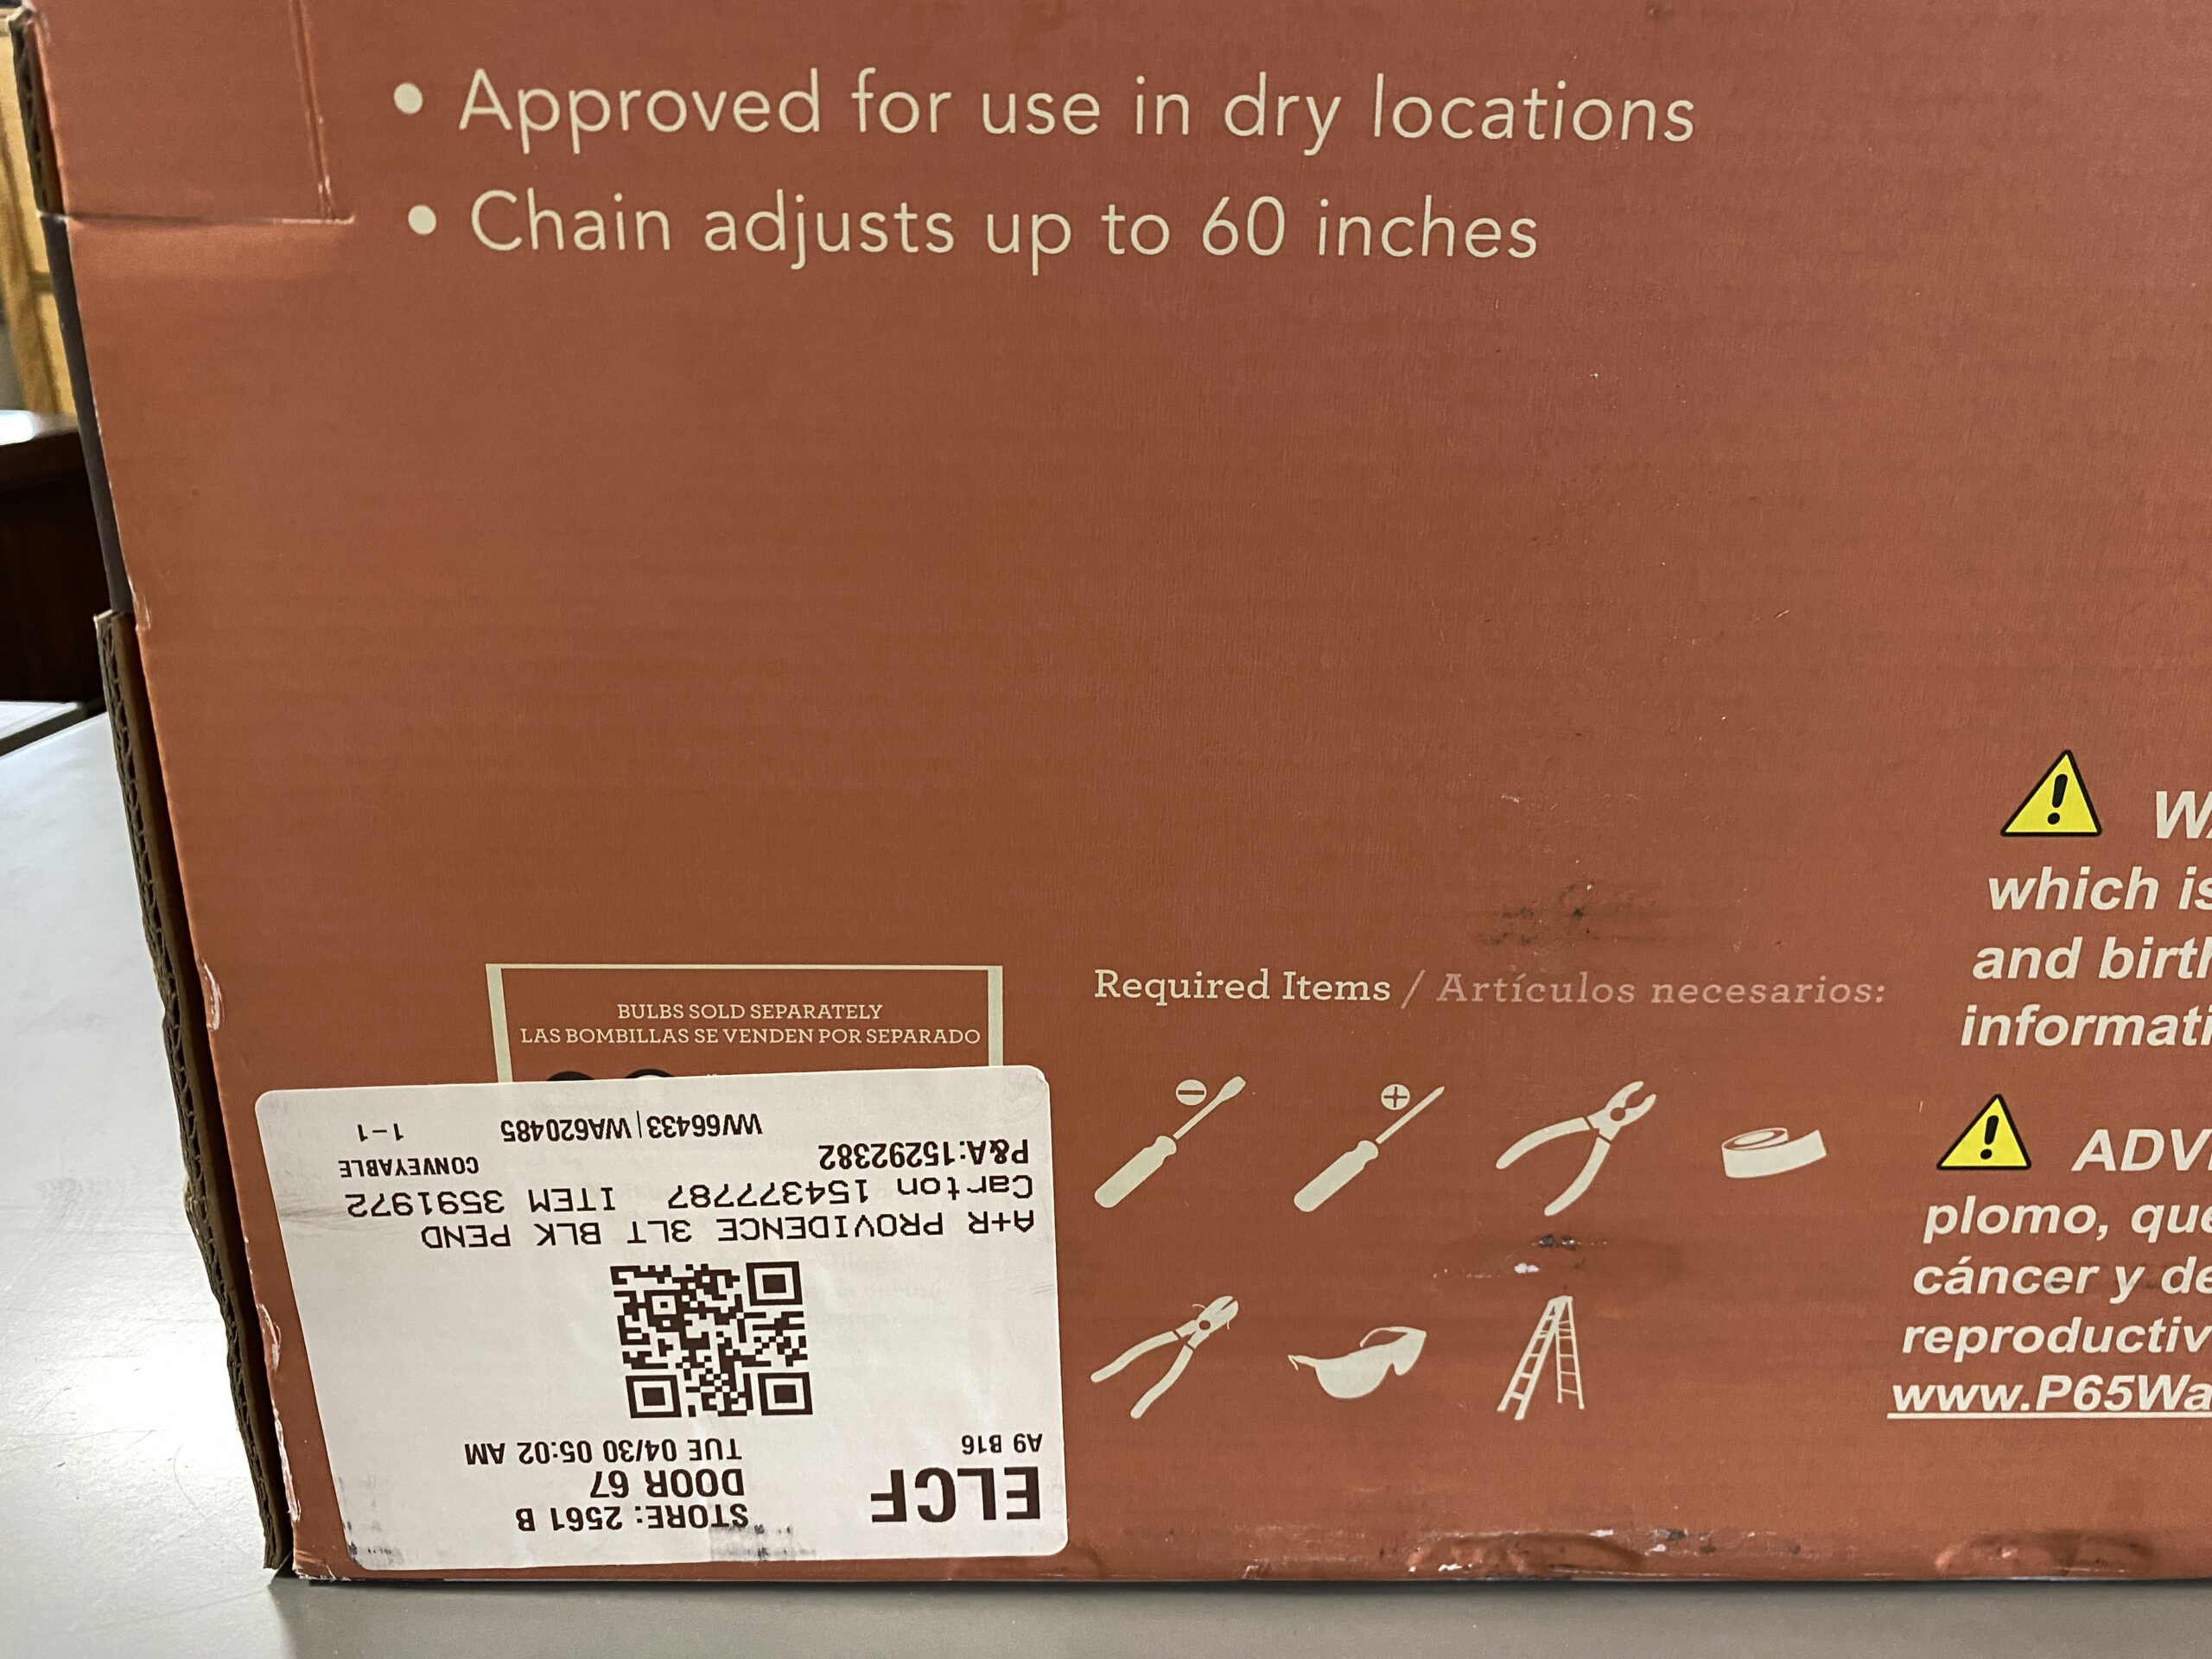 • Approved for use in dry locations
• Chain adjusts up to 60 inches
BULBS SOLD SEPARATELY
LAS BOMBILLAS SE VENDEN POR SEPARADO
Required Items / Artículos necesarios:
which is
and birth
informati
ADV
plomo, que
cáncer y de
reproductiv
www.P65Wa
STORE: 2561 B
ELCF
DOOR 67
TUE 04/30 05:02 AM
A9 B16
A+R PROVIDENCE 3LT BLK PEND
Carton 154377787 ITEM 3591972
P&A:15292382 CONVEYABLE
WV66433|WA620485 1-1